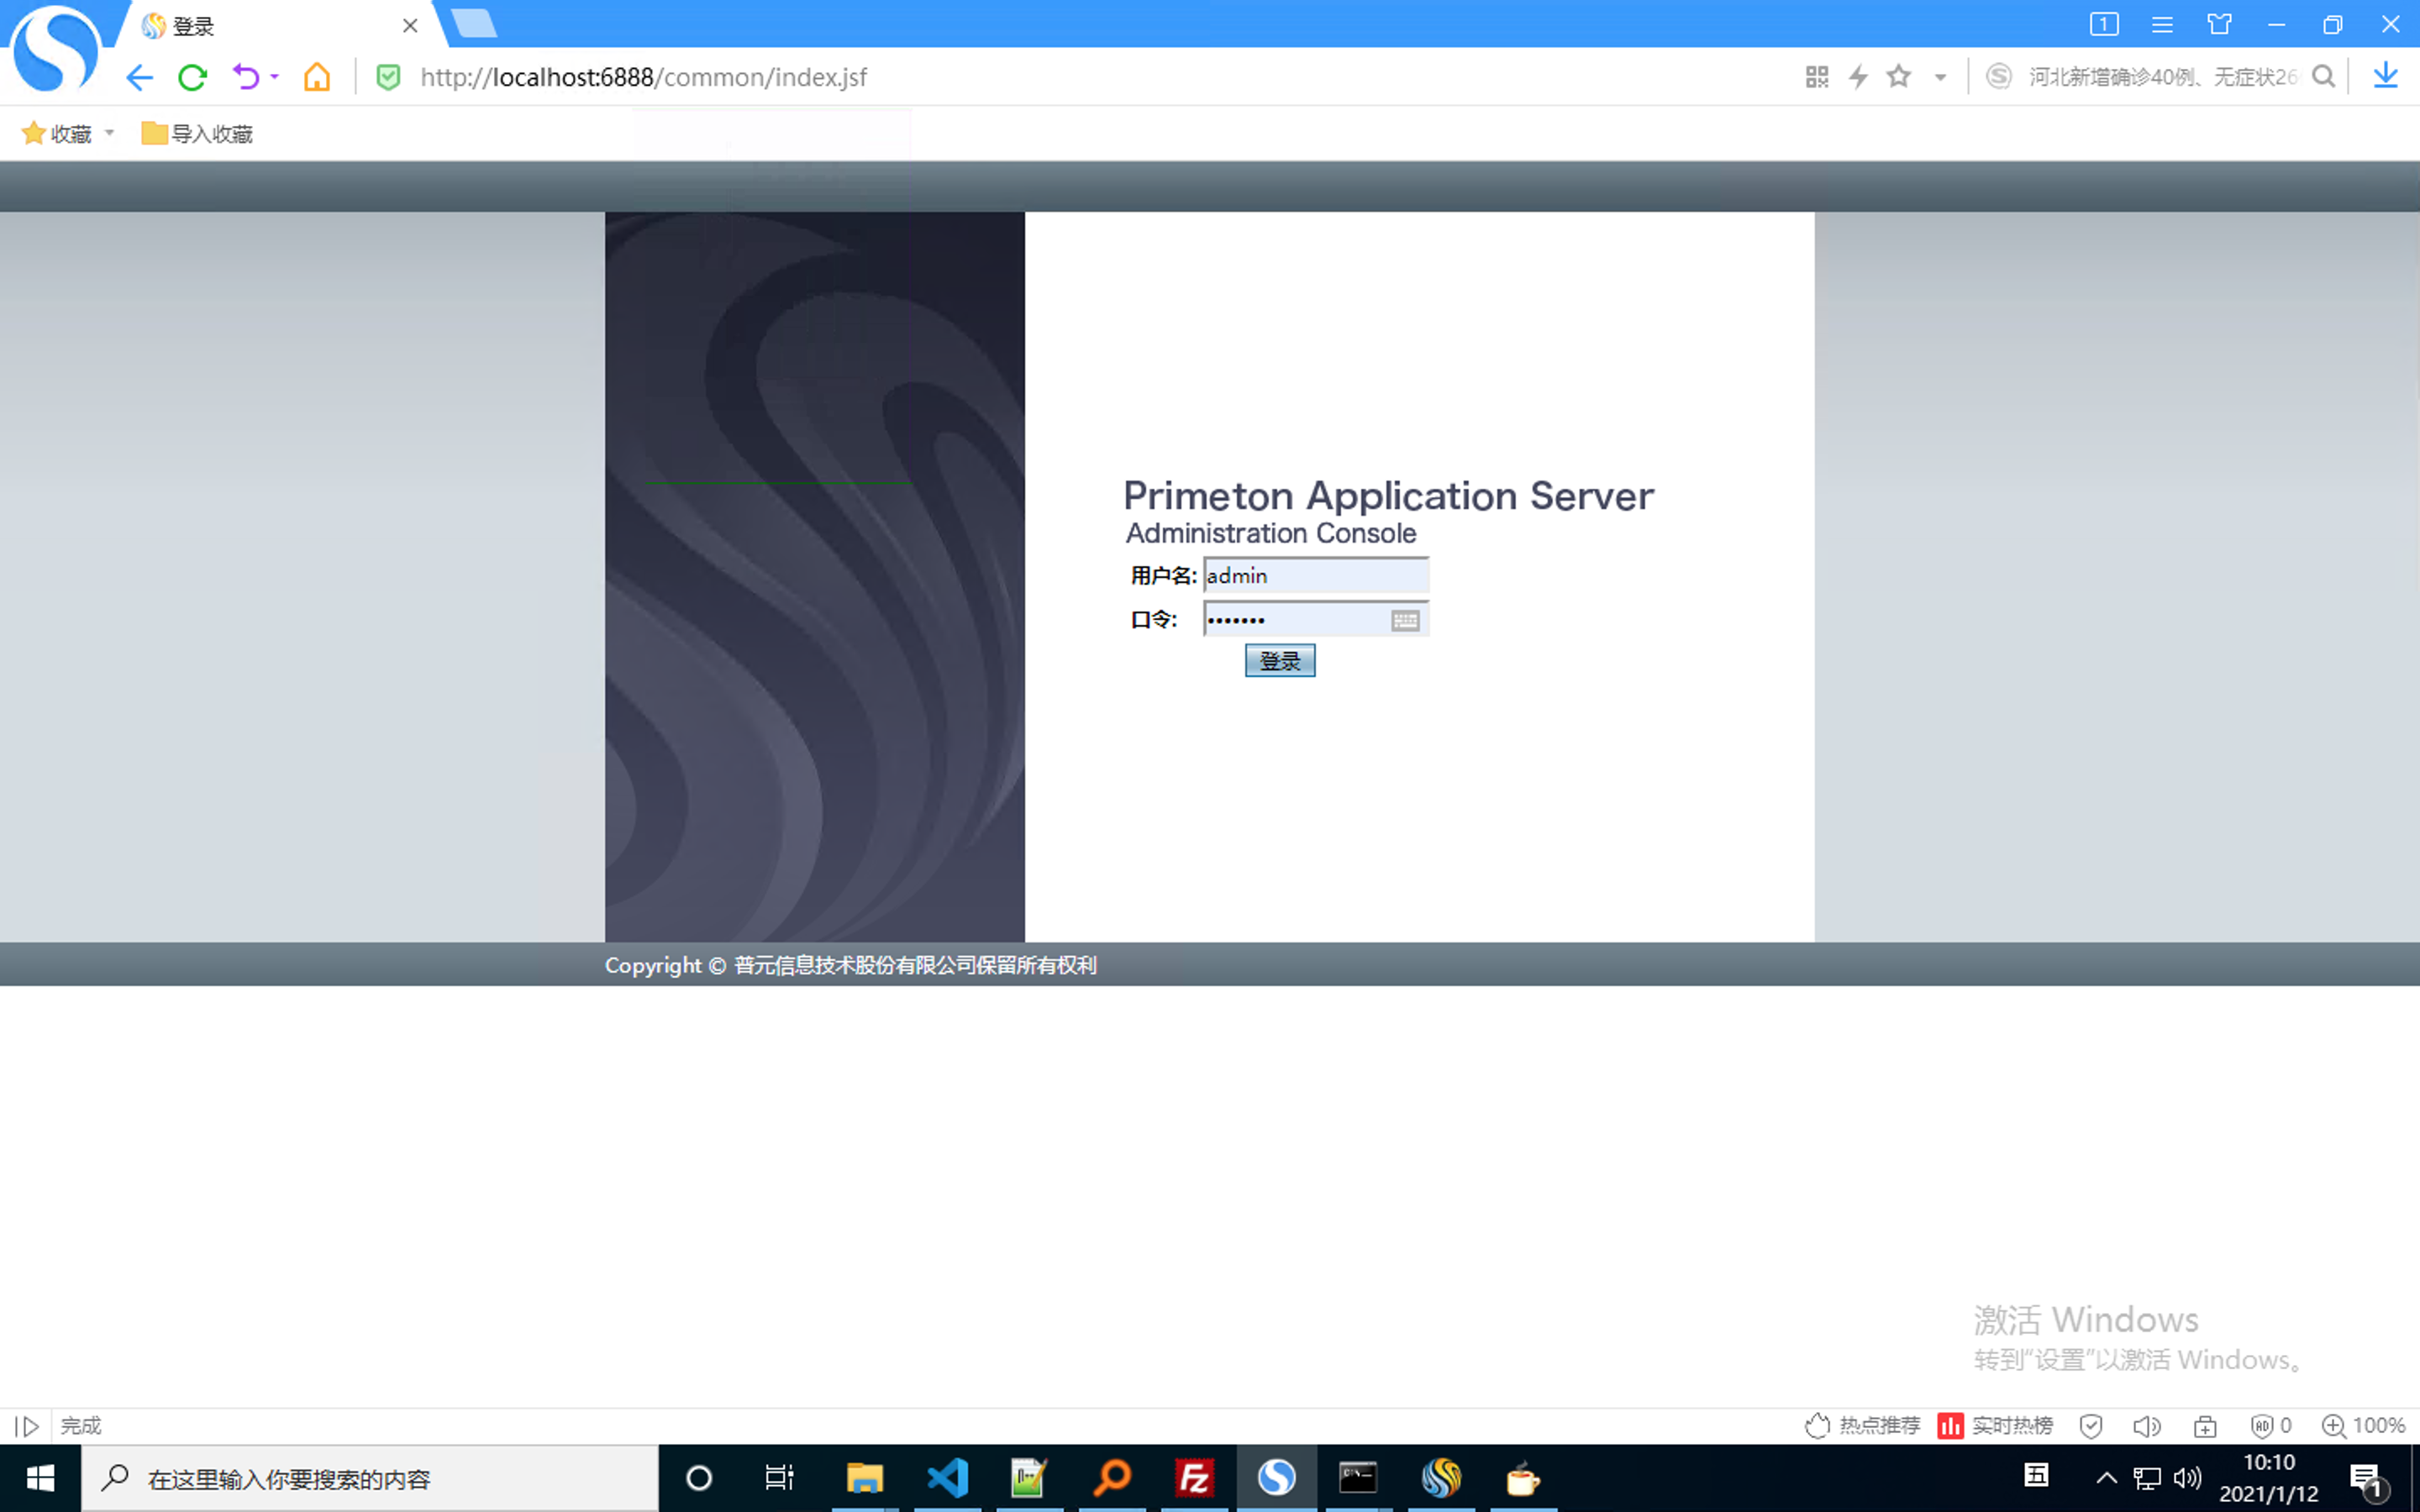 登录
1
http://localhost:6888/common/index.jsf
河北新增确诊40例、无症状26
收藏
导入收藏
Primeton Application Server
Administration Console
用户名: admin
口令: •••••••
登录
Copyright © 普元信息技术股份有限公司保留所有权利
激活 Windows
转到“设置”以激活 Windows。
完成
热点推荐
实时热榜
AD 0
100%
在这里输入你要搜索的内容
Fz
五
10:10
2021/1/12
1